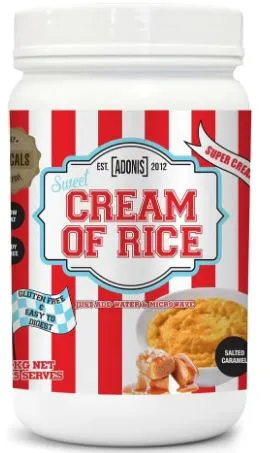 EST. [ADONIS] 2012
SUPER CREA
CALS
Sweet
CREAM
OF RICE
GLUTEN FREE
&
EASY TO
DIGEST
JUST ADD WATER & MICROWAVE
KG NET
SERVES
SALTED
CARAMEL